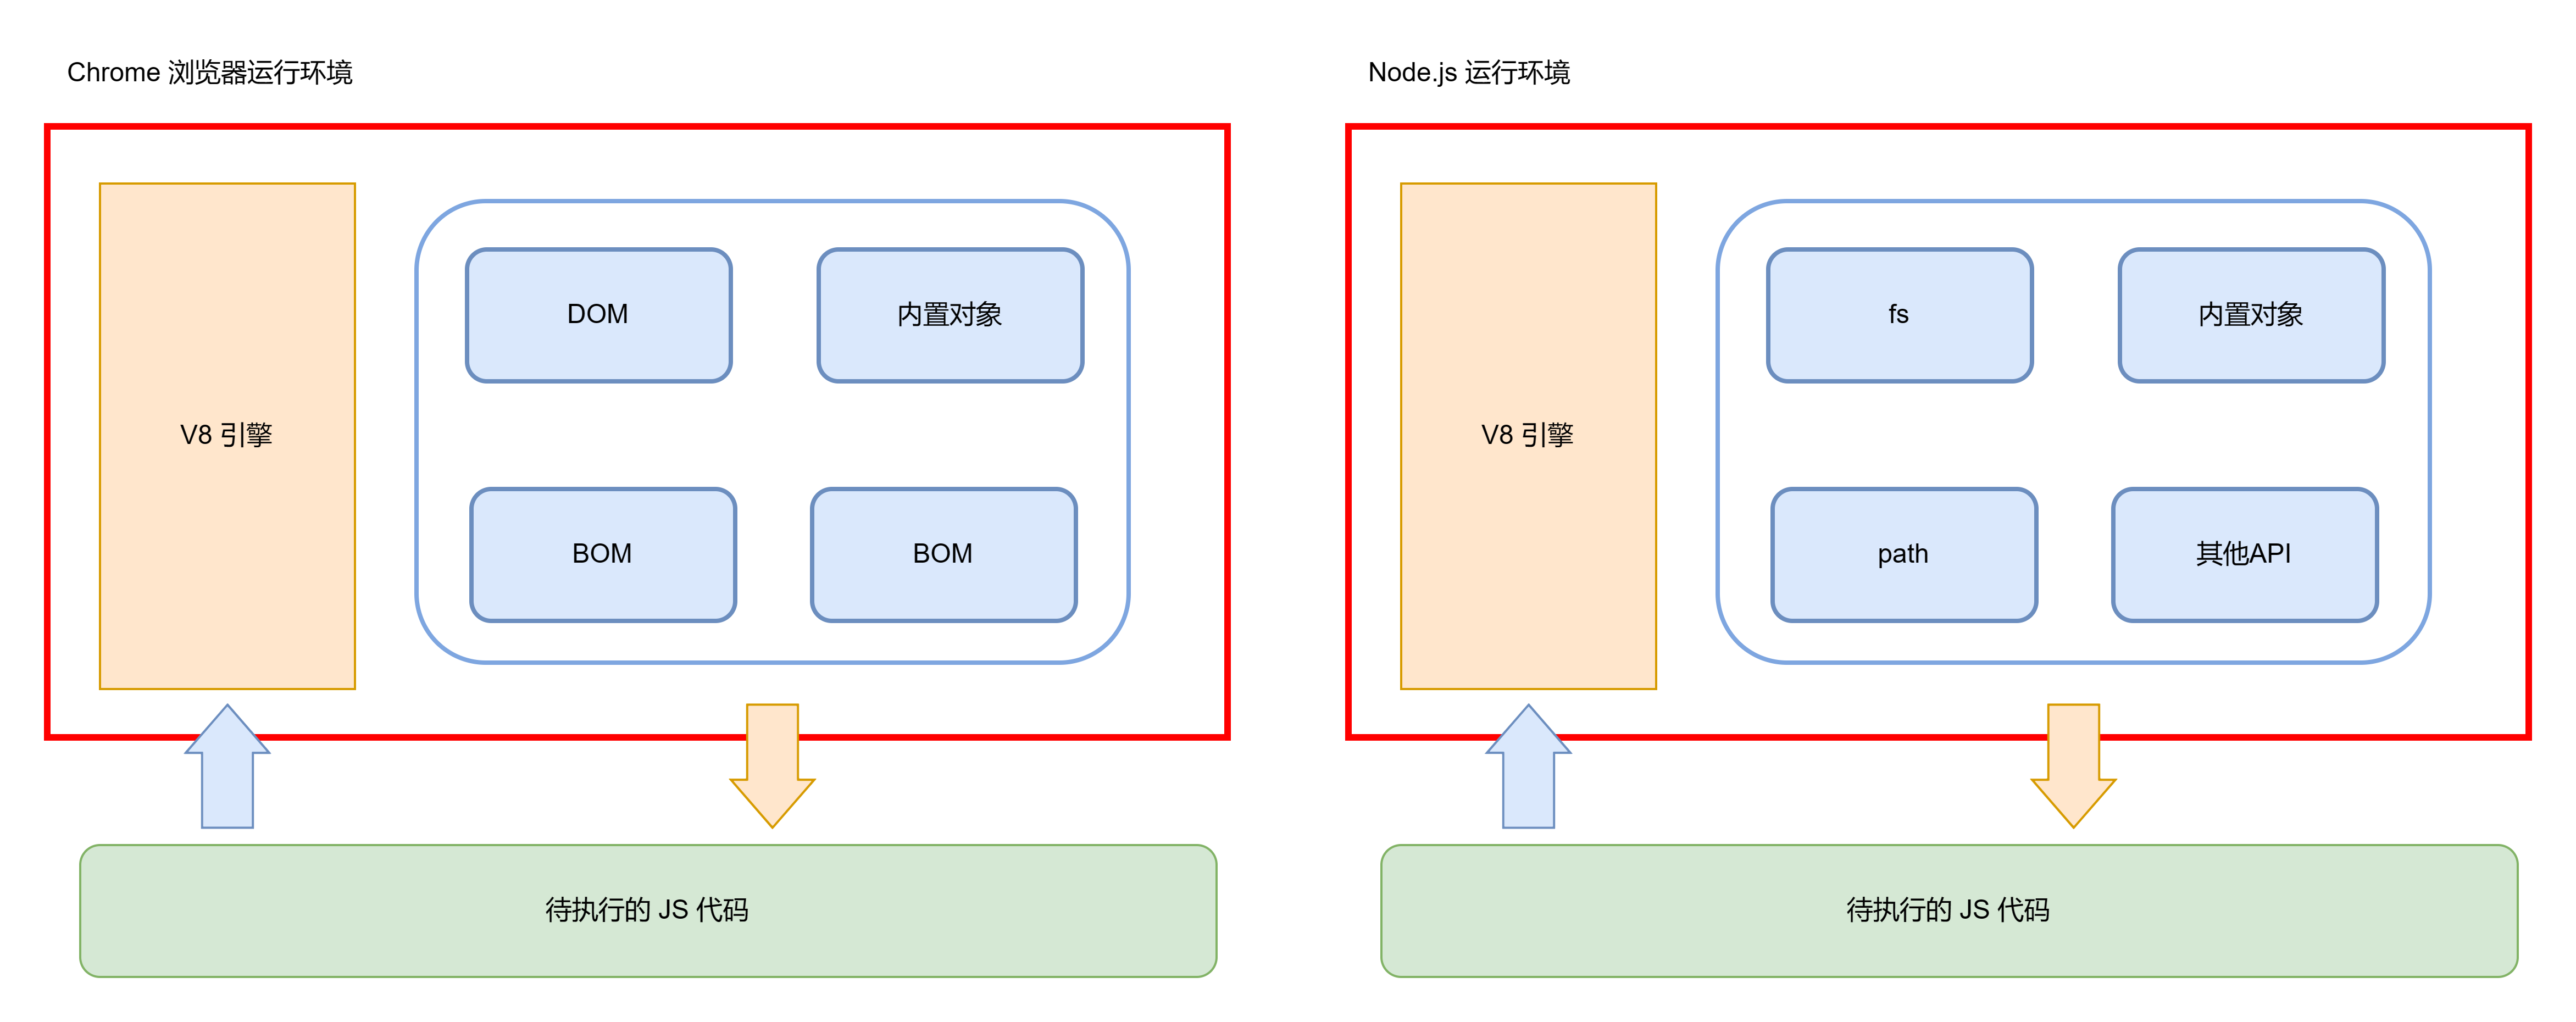 Chrome 浏览器运行环境
V8 引擎
DOM
内置对象
BOM
BOM
待执行的 JS 代码
Node.js 运行环境
V8 引擎
fs
内置对象
path
其他API
待执行的 JS 代码